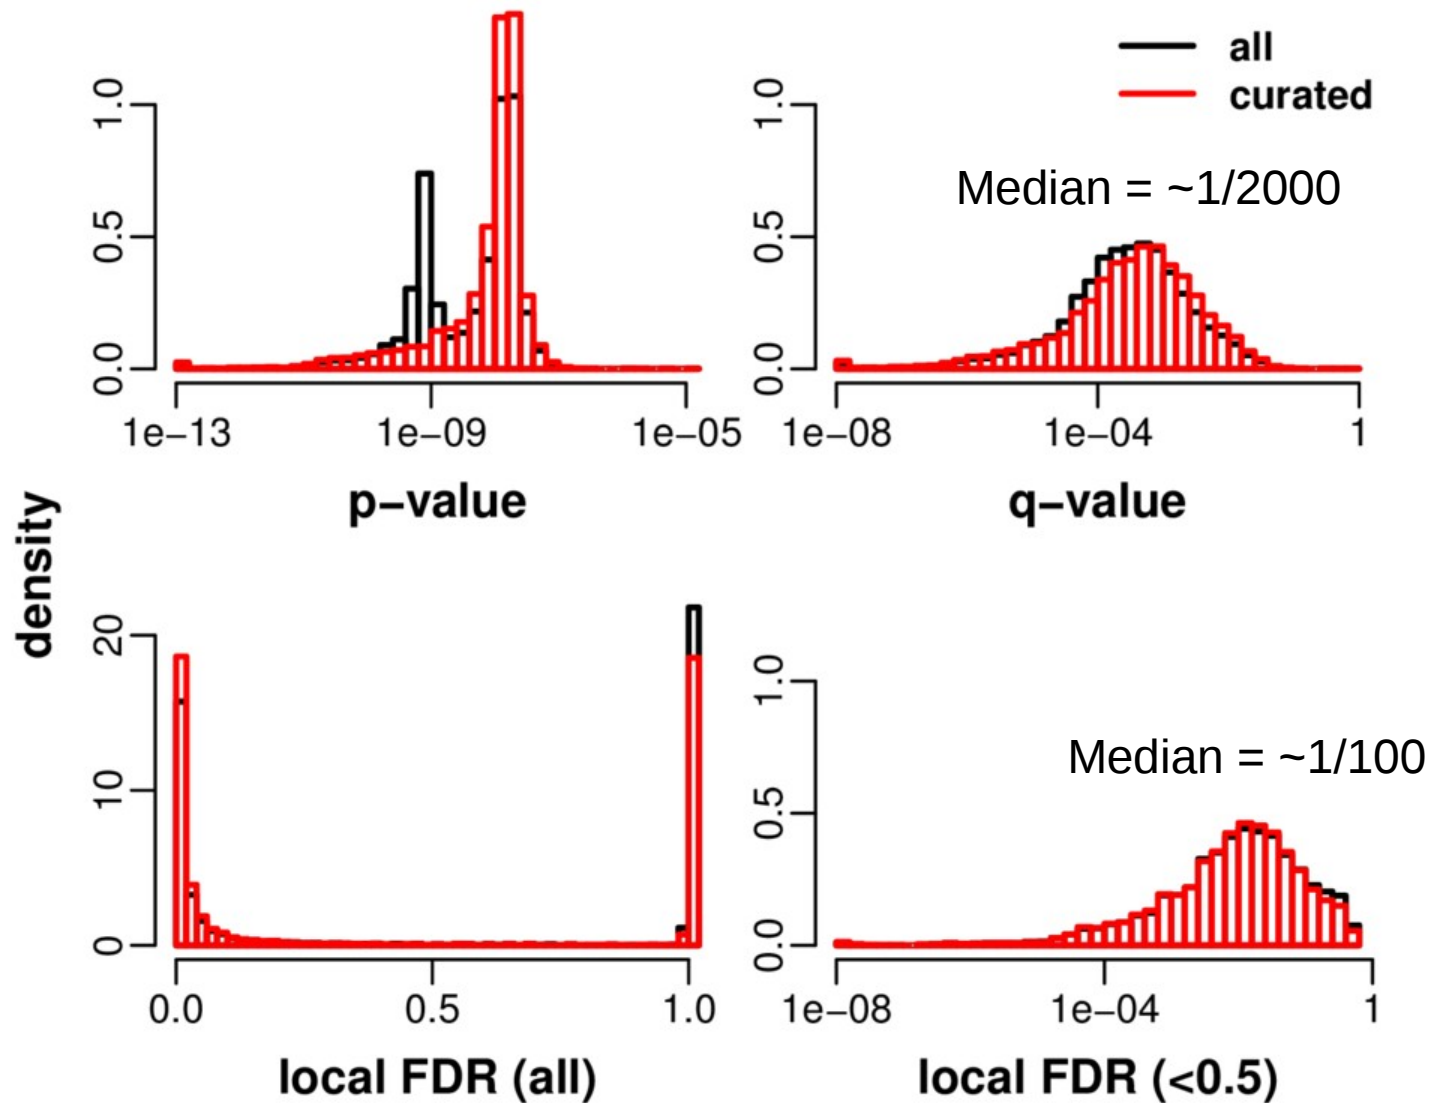 all
curated
1.0
0.5
0.0
1e−13 1e−09 1e−05
p−value
1.0
0.5
0.0
Median = ~1/2000
1e−08 1e−04 1
q−value
density
20
10
0
0.0 0.5 1.0
local FDR (all)
1.0
0.5
0.0
Median = ~1/100
1e−08 1e−04 1
local FDR (<0.5)